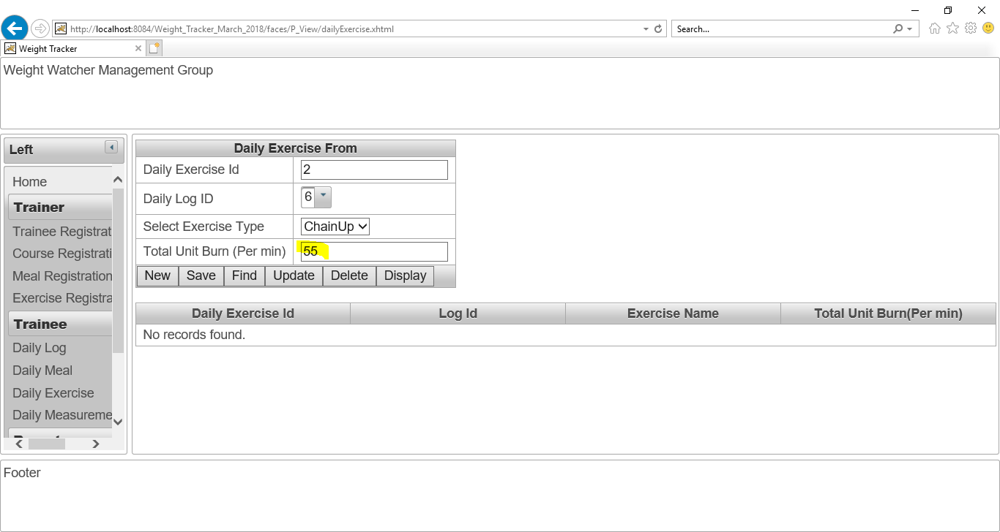 http://localhost:8084/Weight_Tracker_March_2018/faces/P_View/dailyExercise.xhtml
Search...
Weight Tracker
Weight Watcher Management Group
Left
Home
Trainer
Trainee Registrat
Course Registrati
Meal Registration
Exercise Registra
Trainee
Daily Log
Daily Meal
Daily Exercise
Daily Measureme
Daily Exercise From
Daily Exercise Id 2
Daily Log ID 6
Select Exercise Type ChainUp
Total Unit Burn (Per min) 55
New Save Find Update Delete Display
Daily Exercise Id Log Id Exercise Name Total Unit Burn(Per min)
No records found.
Footer